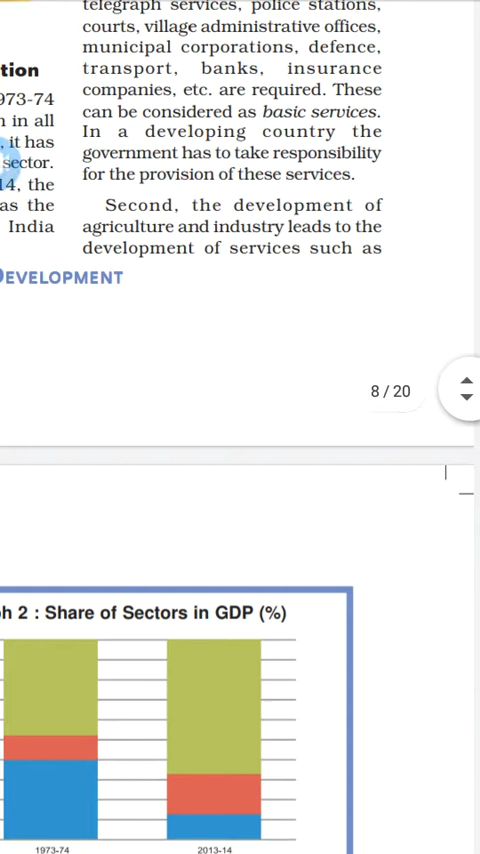 telegraph services, police stations,
courts, village administrative offices,
municipal corporations, defence,
transport, banks, insurance
companies, etc. are required. These
can be considered as basic services.
In a developing country the
government has to take responsibility
for the provision of these services.
Second, the development of
agriculture and industry leads to the
development of services such as
tion
973-74
n in all
, it has
sector.
14, the
as the
India
DEVELOPMENT
8 / 20
ph 2 : Share of Sectors in GDP (%)
1973-74
2013-14